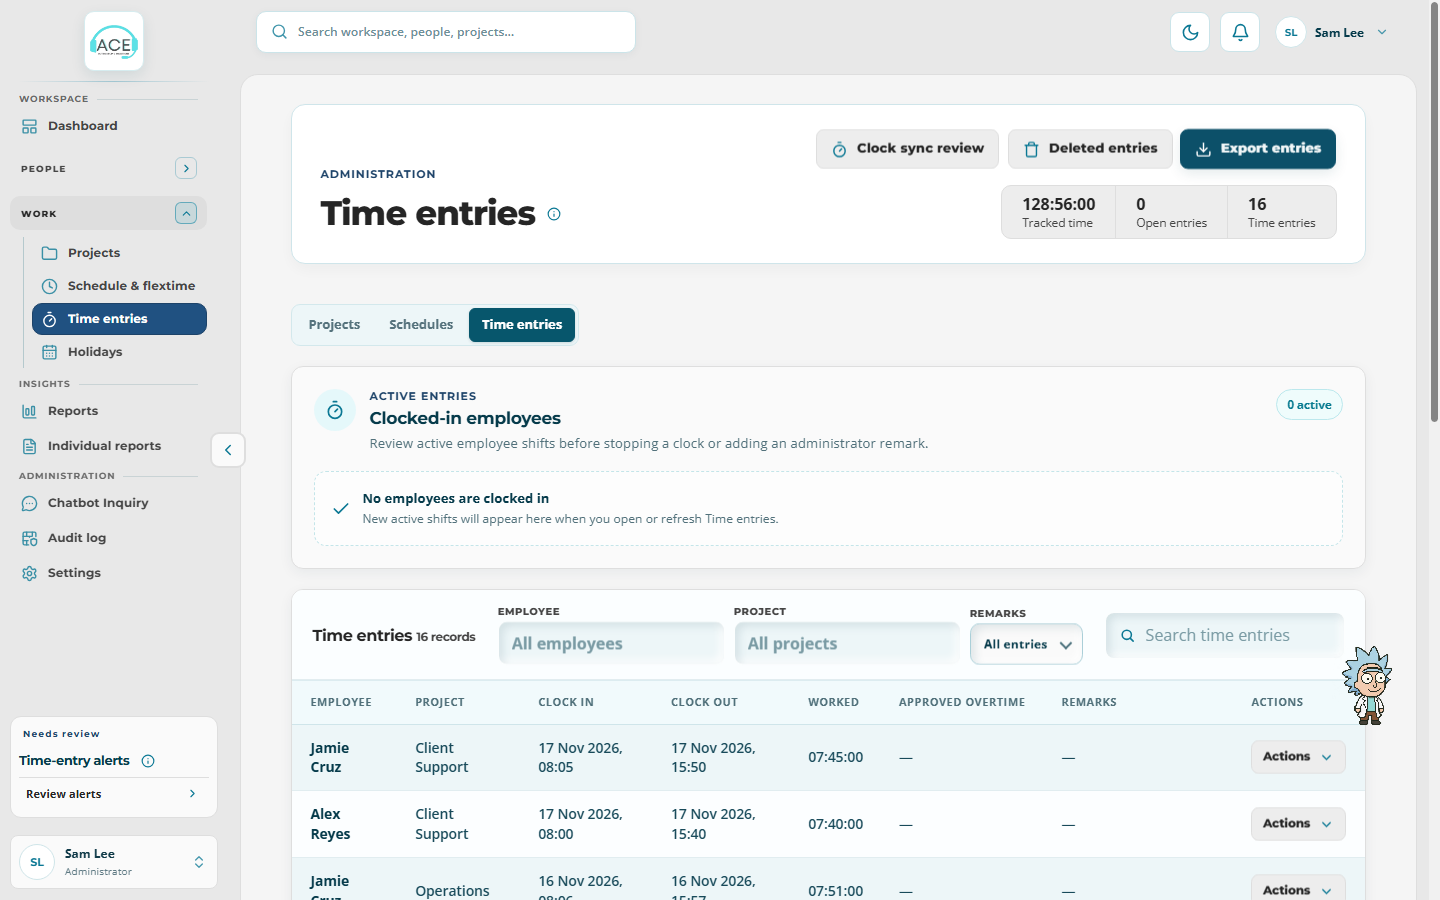 ACE
Search workspace, people, projects...
SL
Sam Lee
WORKSPACE
Dashboard
PEOPLE
WORK
Projects
Schedule & flextime
Time entries
Holidays
INSIGHTS
Reports
Individual reports
ADMINISTRATION
Chatbot Inquiry
Audit log
Settings
Needs review
Time-entry alerts
Review alerts
SL
Sam Lee
Administrator
Clock sync review
Deleted entries
Export entries
ADMINISTRATION
Time entries
128:56:00
Tracked time
0
Open entries
16
Time entries
Projects
Schedules
Time entries
ACTIVE ENTRIES
Clocked-in employees
Review active employee shifts before stopping a clock or adding an administrator remark.
0 active
No employees are clocked in
New active shifts will appear here when you open or refresh Time entries.
Time entries 16 records
EMPLOYEE
All employees
PROJECT
All projects
REMARKS
All entries
Search time entries
EMPLOYEE PROJECT CLOCK IN CLOCK OUT WORKED APPROVED OVERTIME REMARKS ACTIONS
Jamie Cruz
Client Support
17 Nov 2026, 08:05
17 Nov 2026, 15:50
07:45:00
—
—
Actions
Alex Reyes
Client Support
17 Nov 2026, 08:00
17 Nov 2026, 15:40
07:40:00
—
—
Actions
Jamie Cruz
Operations
16 Nov 2026,
16 Nov 2026,
07:51:00
—
—
Actions